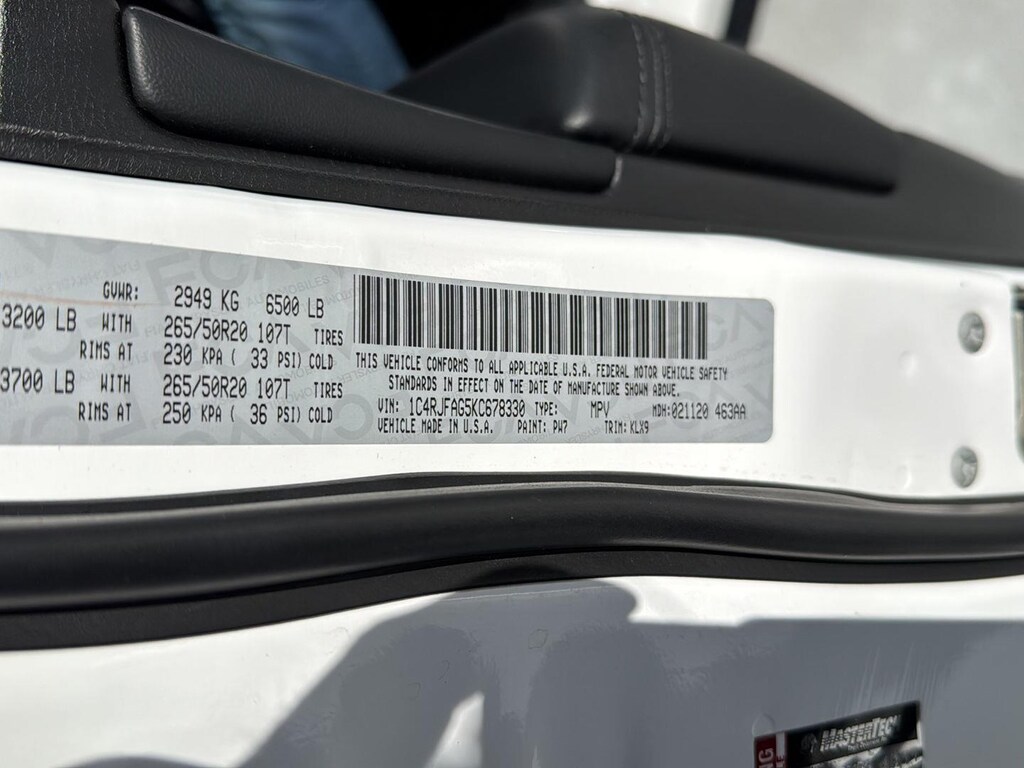 GVWR: 2949 KG 6500 LB
3200 LB WITH 265/50R20 107T TIRES
RIMS AT 230 KPA ( 33 PSI) COLD
3700 LB WITH 265/50R20 107T TIRES
RIMS AT 250 KPA ( 36 PSI) COLD
THIS VEHICLE CONFORMS TO ALL APPLICABLE U.S.A. FEDERAL MOTOR VEHICLE SAFETY
STANDARDS IN EFFECT ON THE DATE OF MANUFACTURE SHOWN ABOVE.
VIN: 1C4RJFAG5KC678330 TYPE: MPV MDH:021120 463AA
VEHICLE MADE IN U.S.A. PAINT: PW7 TRIM: KLX9
MASTERTECH